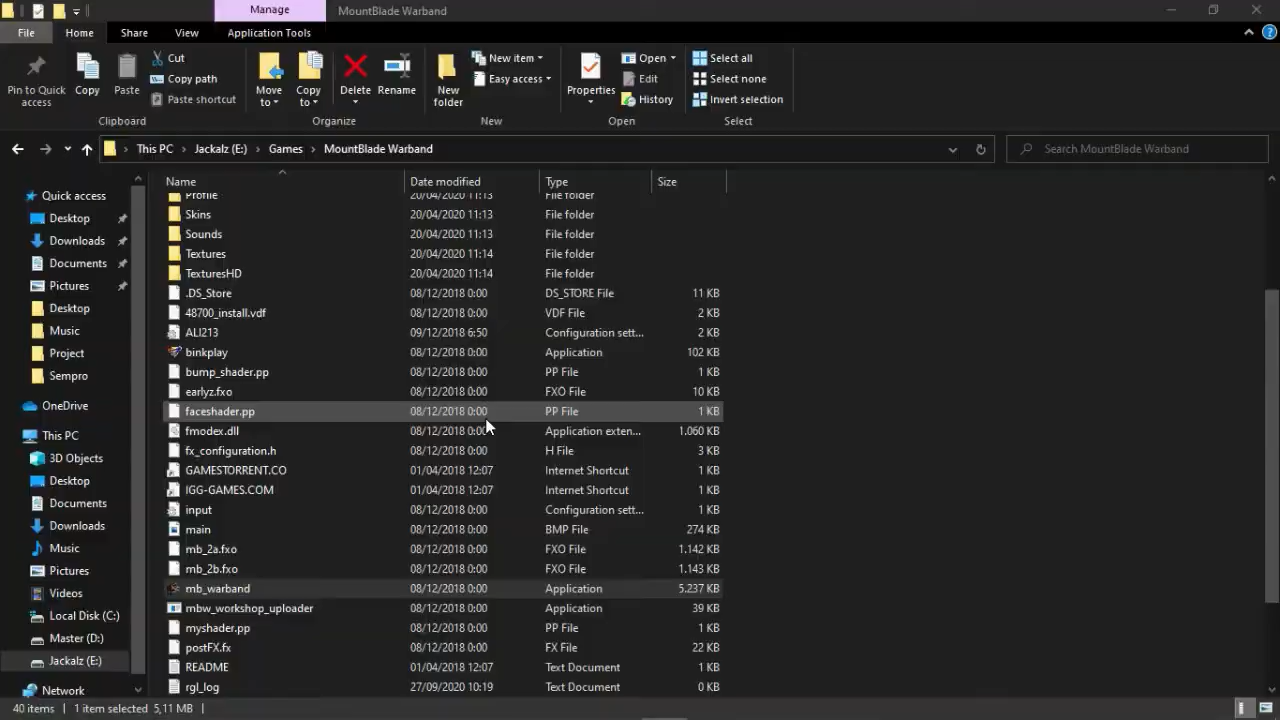 Manage
MountBlade Warband
File
Home
Share
View
Application Tools
Pin to Quick access
Copy
Paste
Cut
Copy path
Paste shortcut
Clipboard
Move to
Copy to
Delete
Rename
Organize
New folder
New item
Easy access
New
Properties
Open
Edit
History
Open
Select all
Select none
Invert selection
Select
This PC > Jackalz (E:) > Games > MountBlade Warband
Search MountBlade Warband
Quick access
Desktop
Downloads
Documents
Pictures
Desktop
Music
Project
Sempro
OneDrive
This PC
3D Objects
Desktop
Documents
Downloads
Music
Pictures
Videos
Local Disk (C:)
Master (D:)
Jackalz (E:)
Network
Name Date modified Type Size
Profile 20/04/2020 11:13 File folder
Skins 20/04/2020 11:13 File folder
Sounds 20/04/2020 11:13 File folder
Textures 20/04/2020 11:14 File folder
TexturesHD 20/04/2020 11:14 File folder
.DS_Store 08/12/2018 0:00 DS_STORE File 11 KB
48700_install.vdf 08/12/2018 0:00 VDF File 2 KB
ALI213 09/12/2018 6:50 Configuration sett... 2 KB
binkplay 08/12/2018 0:00 Application 102 KB
bump_shader.pp 08/12/2018 0:00 PP File 1 KB
earlyz.fxo 08/12/2018 0:00 FXO File 10 KB
faceshader.pp 08/12/2018 0:00 PP File 1 KB
fmodex.dll 08/12/2018 0:00 Application exten... 1.060 KB
fx_configuration.h 08/12/2018 0:00 H File 3 KB
GAMESTORRENT.CO 01/04/2018 12:07 Internet Shortcut 1 KB
IGG-GAMES.COM 01/04/2018 12:07 Internet Shortcut 1 KB
input 08/12/2018 0:00 Configuration sett... 1 KB
main 08/12/2018 0:00 BMP File 274 KB
mb_2a.fxo 08/12/2018 0:00 FXO File 1.142 KB
mb_2b.fxo 08/12/2018 0:00 FXO File 1.143 KB
mb_warband 08/12/2018 0:00 Application 5.237 KB
mbw_workshop_uploader 08/12/2018 0:00 Application 39 KB
myshader.pp 08/12/2018 0:00 PP File 1 KB
postFX.fx 08/12/2018 0:00 FX File 22 KB
README 01/04/2018 12:07 Text Document 1 KB
rgl_log 27/09/2020 10:19 Text Document 0 KB
40 items 1 item selected 5,11 MB